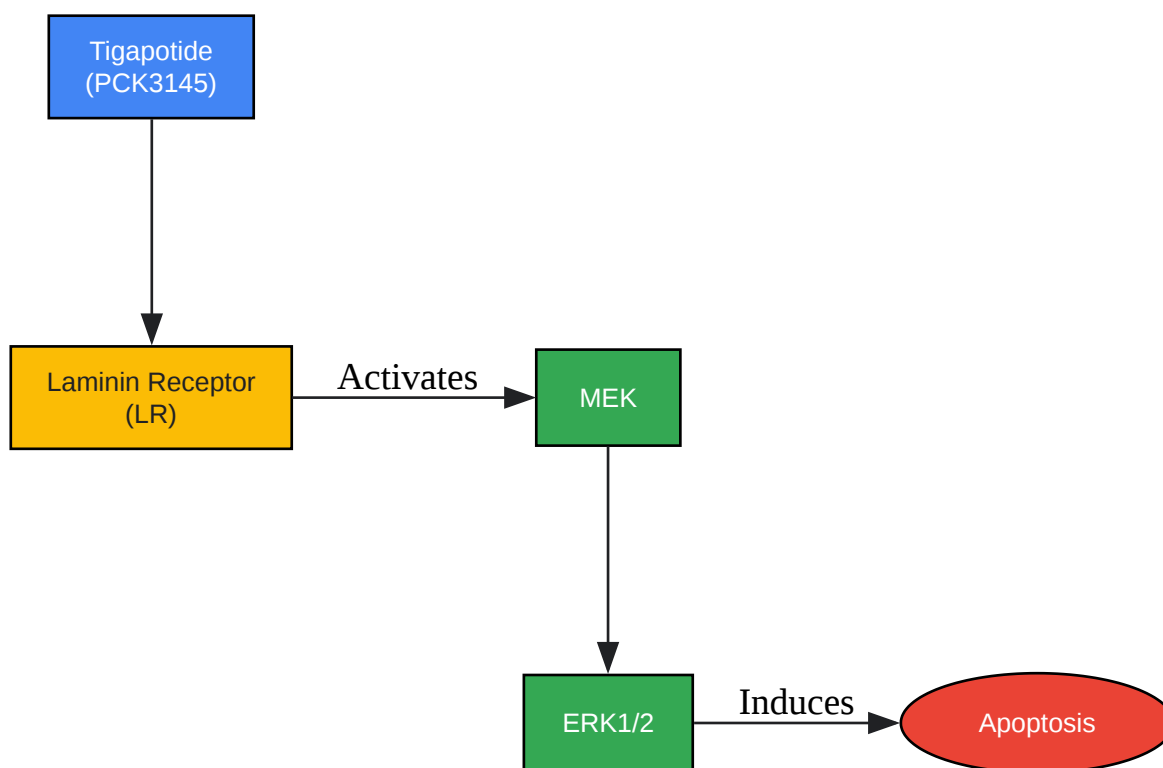 Tigapotide
(PCK3145)
Laminin Receptor
(LR)
Activates
MEK
ERK1/2
Induces
Apoptosis